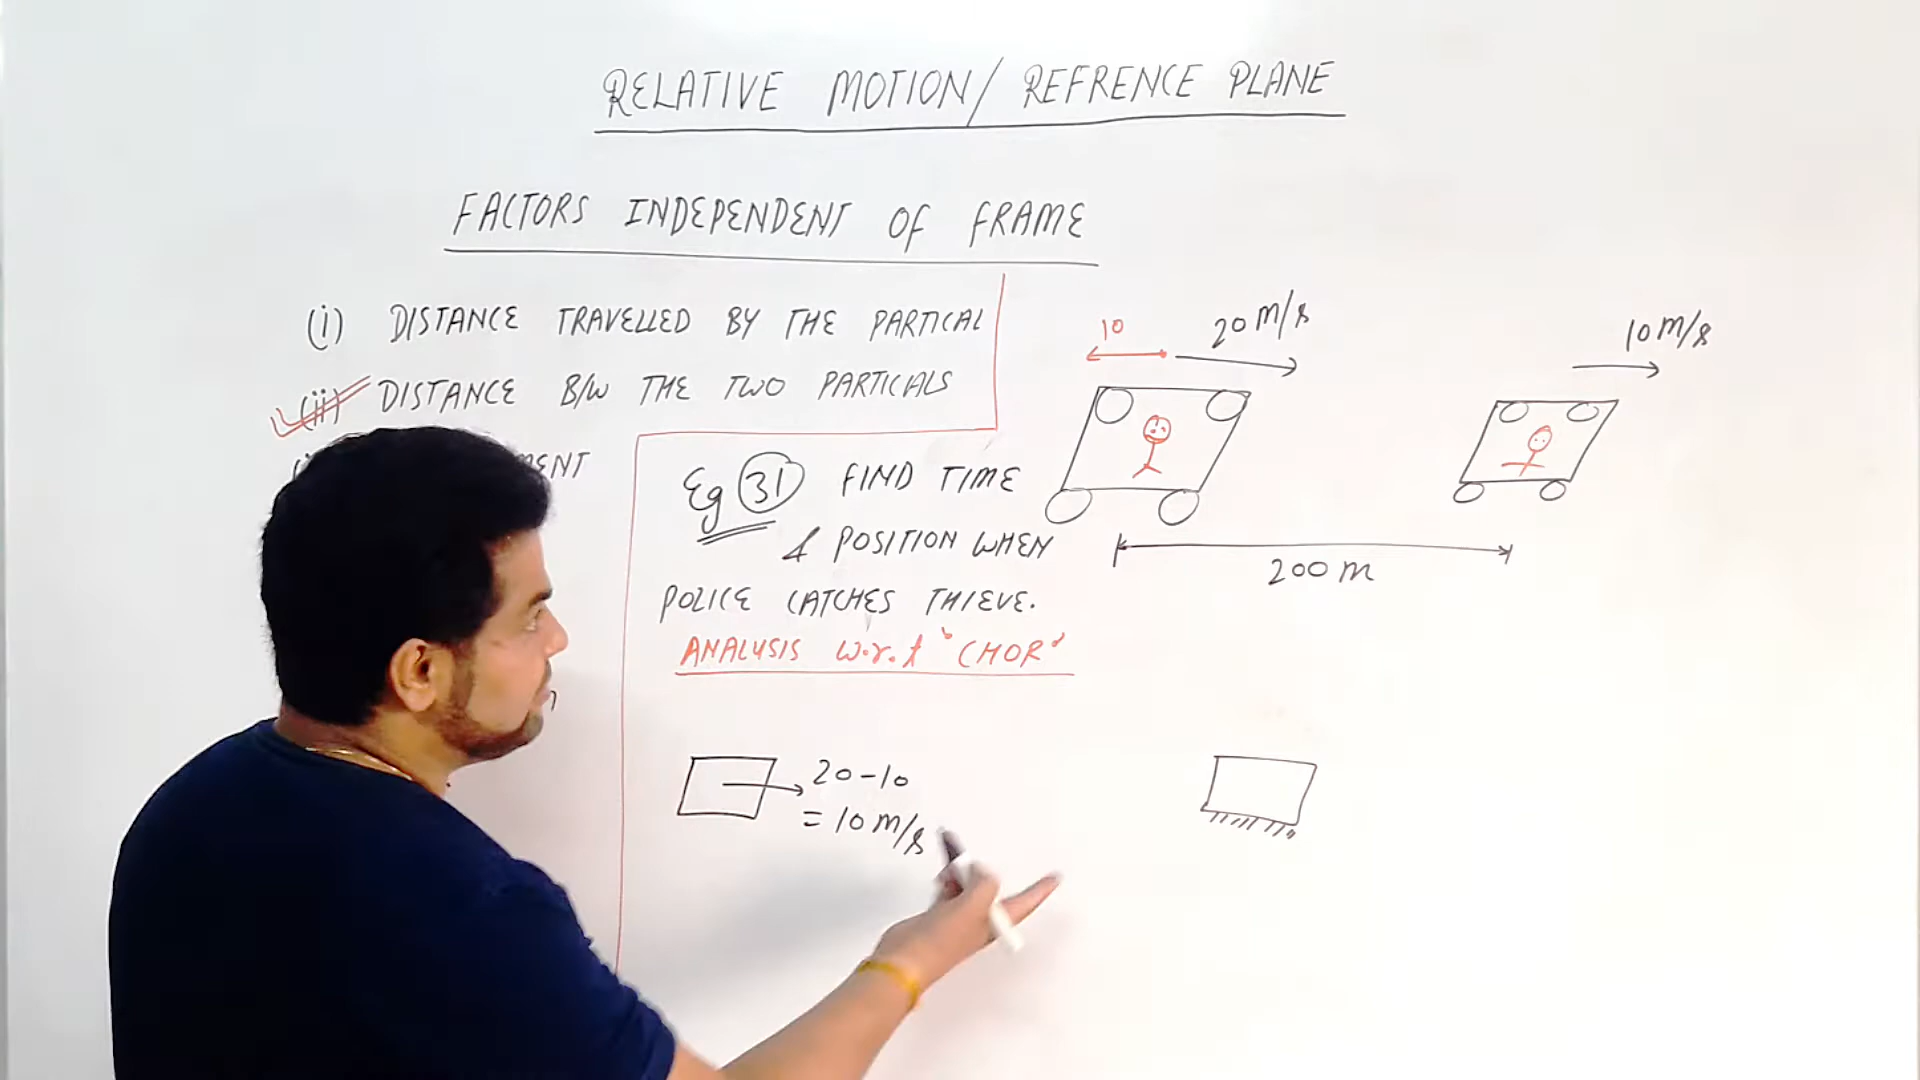 RELATIVE MOTION/ REFRENCE PLANE
FACTORS INDEPENDENT OF FRAME
(i) DISTANCE TRAVELLED BY THE PARTICAL
(ii) DISTANCE B/W THE TWO PARTICALS
Eg 31 FIND TIME
& POSITION WHEN
POLICE CATCHES THIEVE.
ANALYSIS w.r.t 'CHOR'
20-10
= 10 m/s
10
20 m/s
10 m/s
200 m